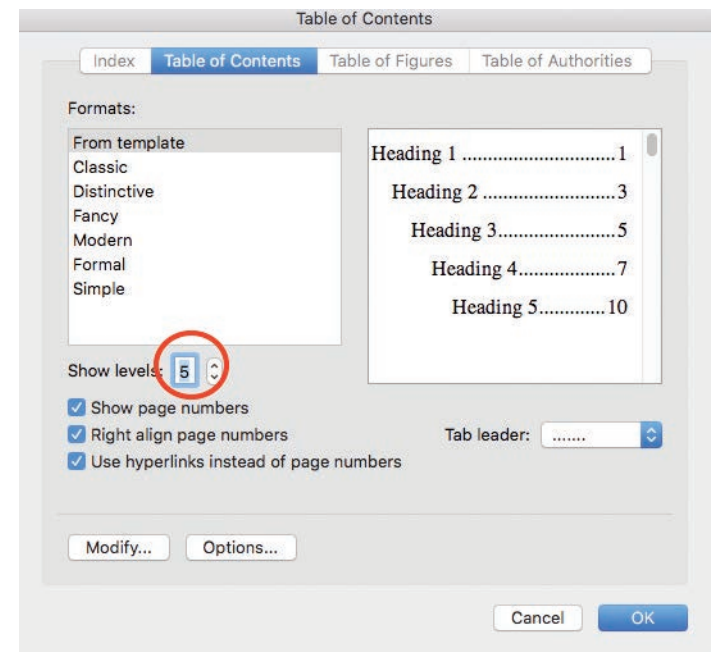 Table of Contents
Index Table of Contents Table of Figures Table of Authorities
Formats:
From template
Classic
Distinctive
Fancy
Modern
Formal
Simple
Heading 1 ..............................1
Heading 2 ..........................3
Heading 3.......................5
Heading 4...................7
Heading 5.............10
Show levels: 5
Show page numbers
Right align page numbers
Use hyperlinks instead of page numbers
Tab leader: .......
Modify... Options...
Cancel OK